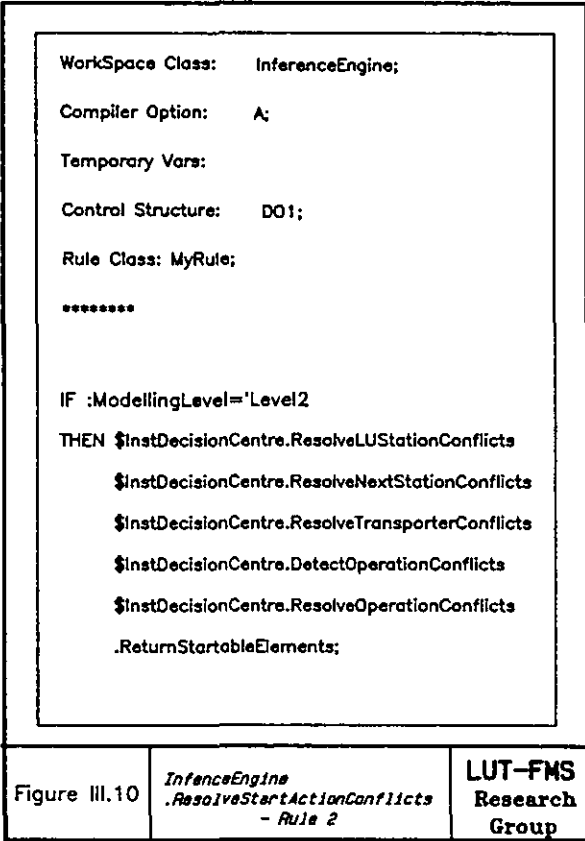 WorkSpace Class: InferenceEngine;
Compiler Option: A;
Temporary Vars:
Control Structure: DO1;
Rule Class: MyRule;
********
IF :ModellingLevel='Level2
THEN $InstDecisionCentre.ResolveLUStationConflicts
$InstDecisionCentre.ResolveNextStationConflicts
$InstDecisionCentre.ResolveTransporterConflicts
$InstDecisionCentre.DetectOperationConflicts
$InstDecisionCentre.ResolveOperationConflicts
.ReturnStartableElements;
Figure III.10
InfenceEngine
.ResolveStartActionConflicts
- Rule 2
LUT-FMS
Research
Group